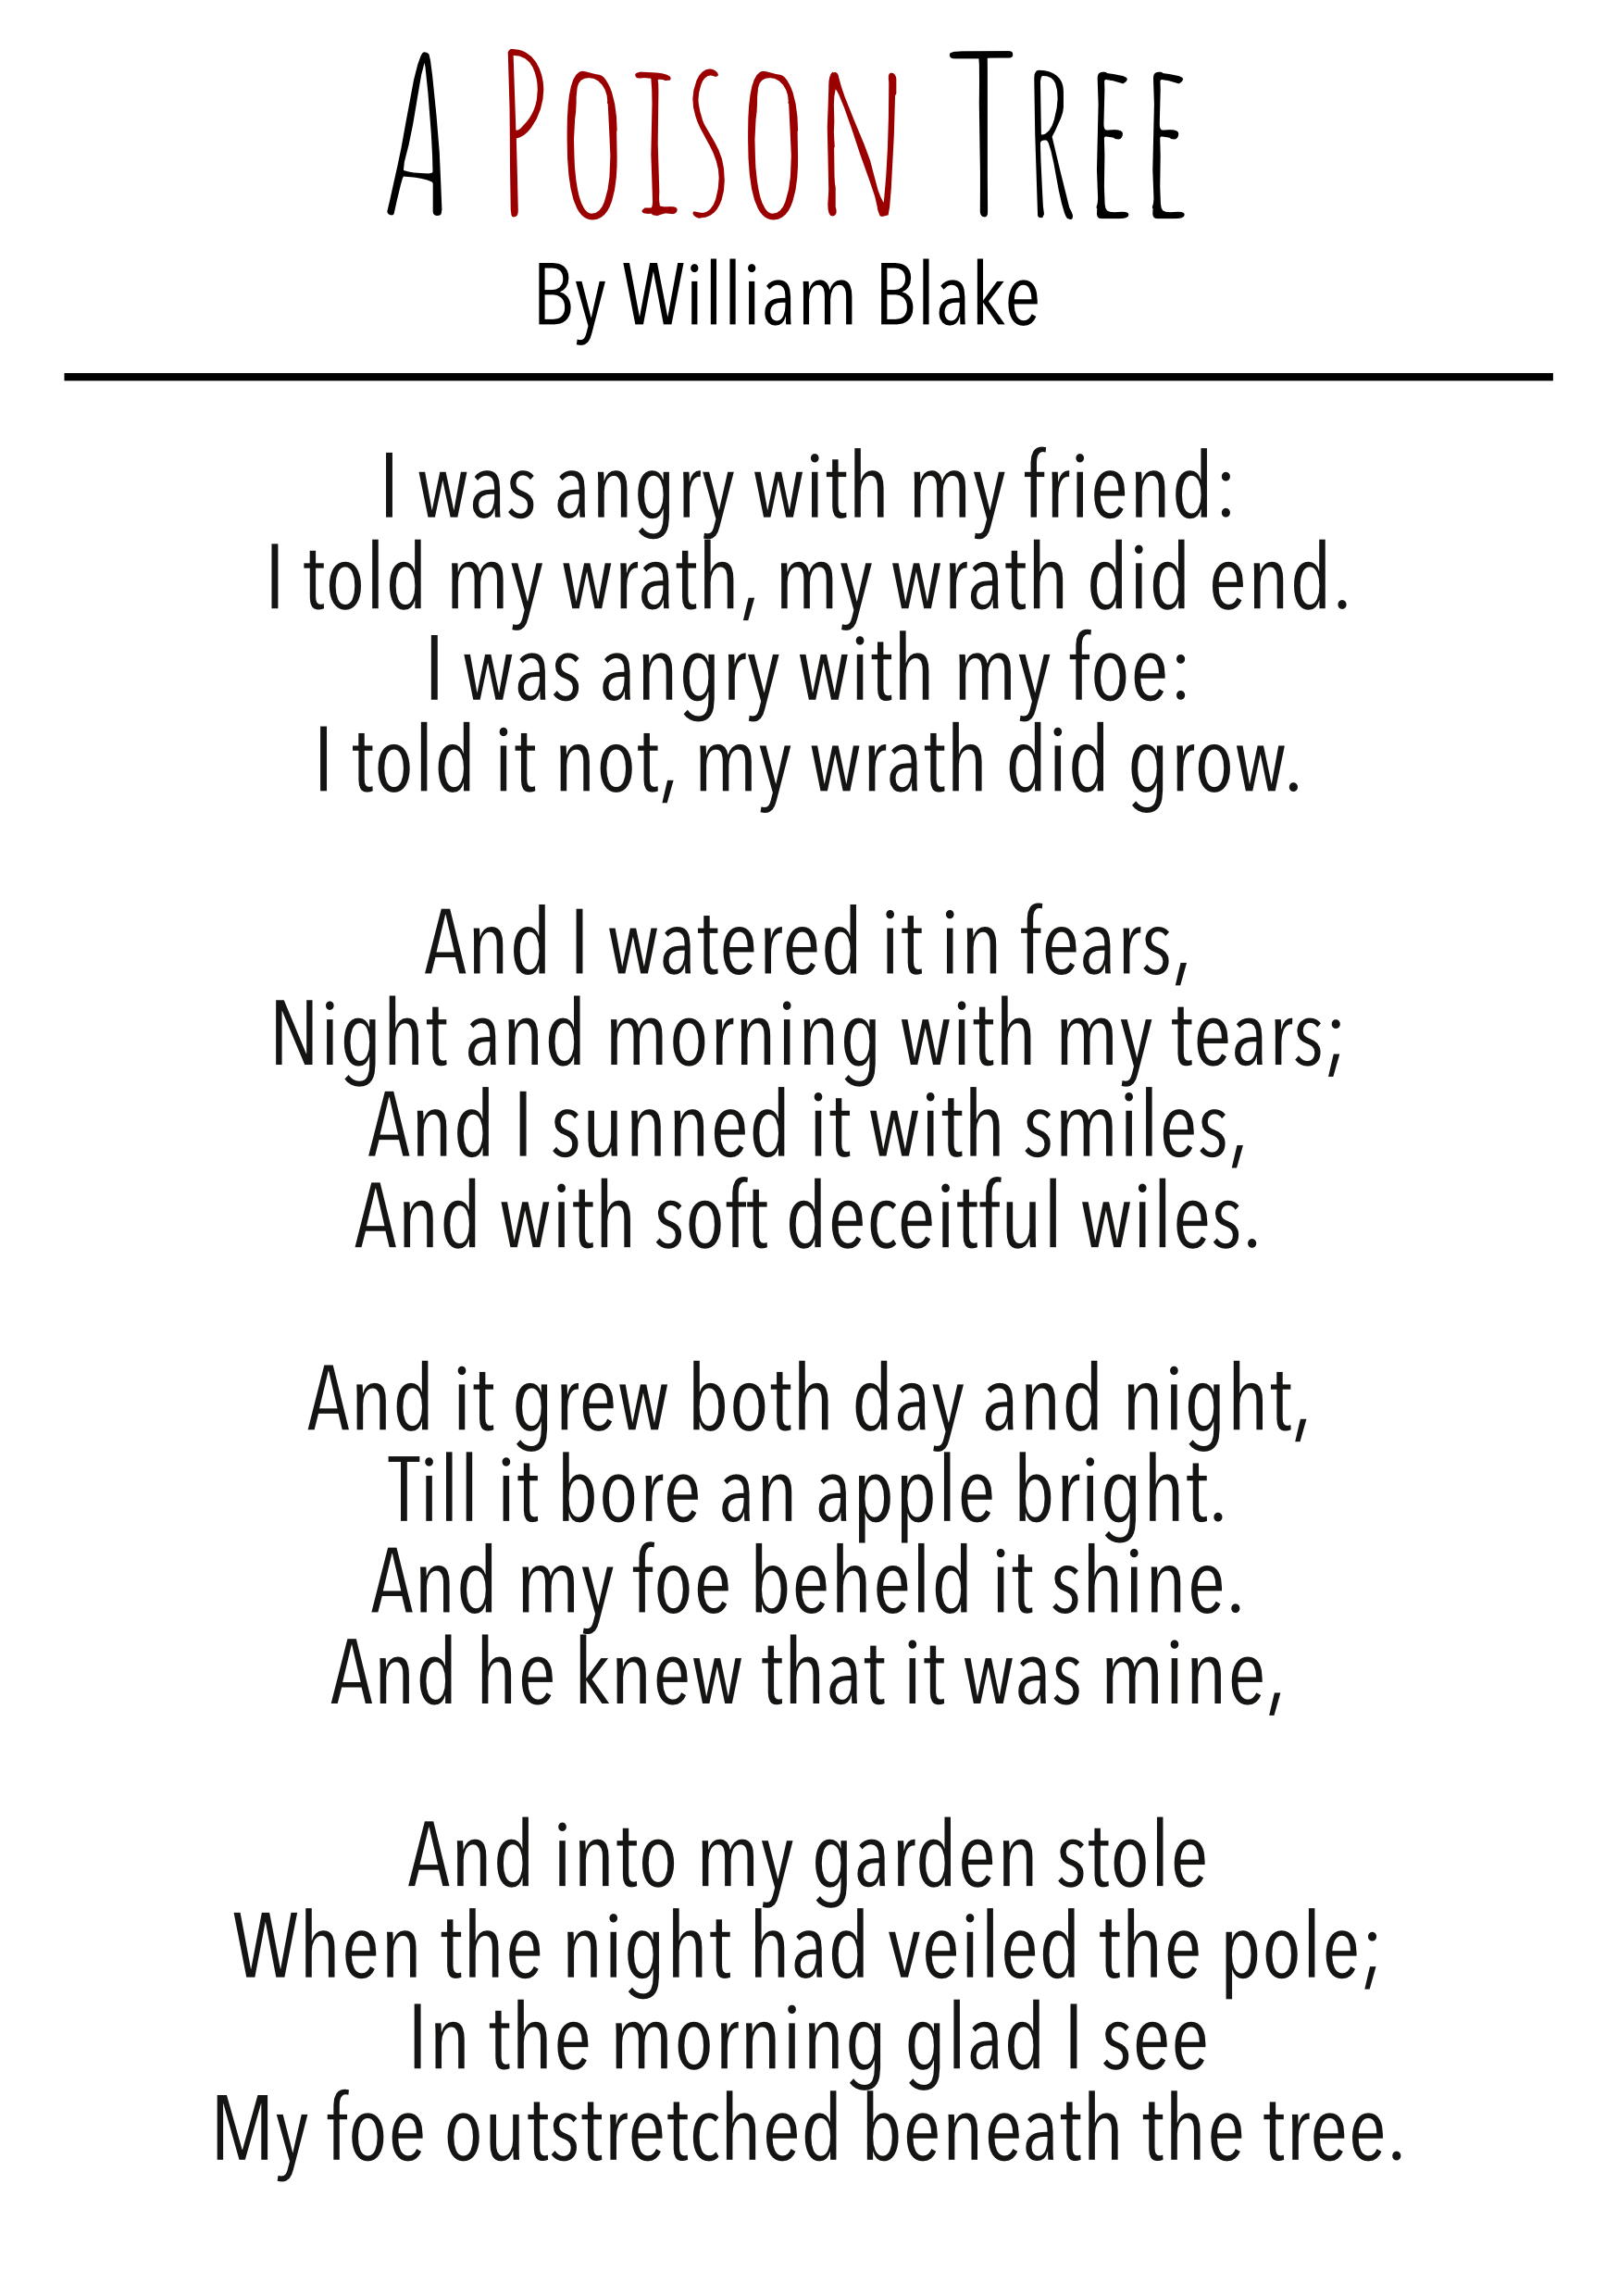 A Poison Tree
By William Blake
I was angry with my friend:
I told my wrath, my wrath did end.
I was angry with my foe:
I told it not, my wrath did grow.
And I watered it in fears,
Night and morning with my tears;
And I sunned it with smiles,
And with soft deceitful wiles.
And it grew both day and night,
Till it bore an apple bright.
And my foe beheld it shine.
And he knew that it was mine,
And into my garden stole
When the night had veiled the pole;
In the morning glad I see
My foe outstretched beneath the tree.